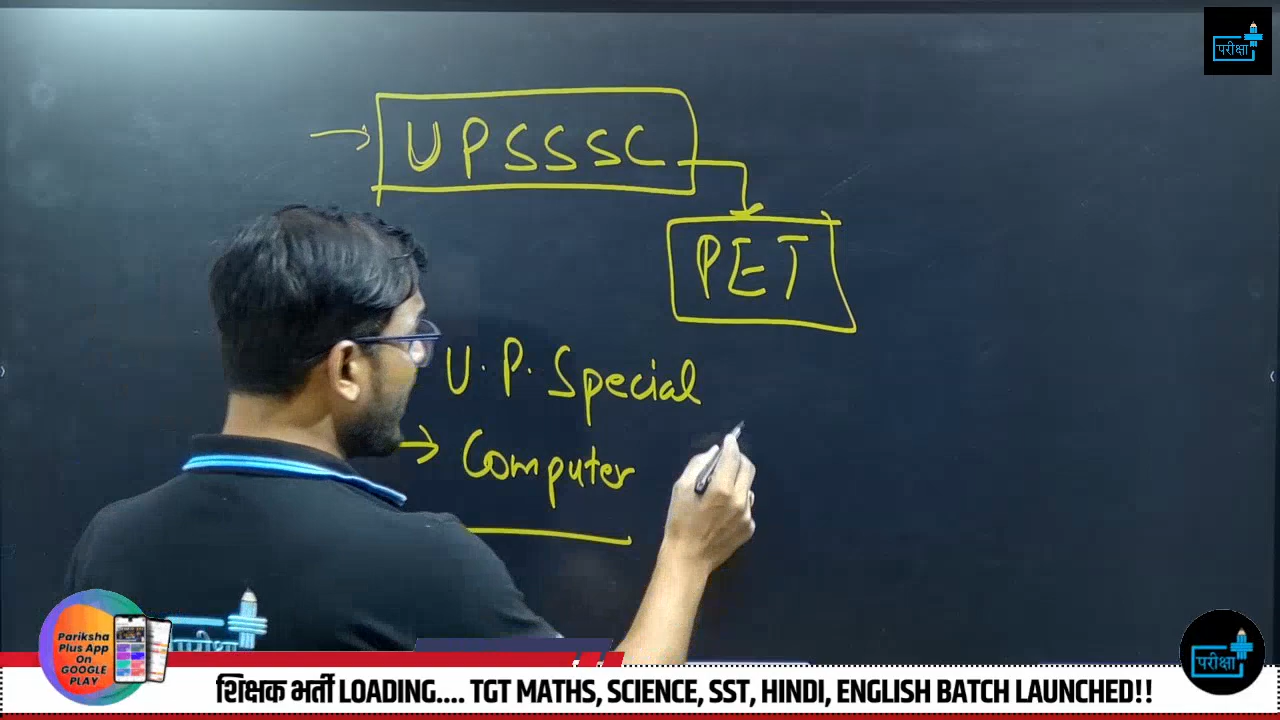 परीक्षा
UPSSSC
PET
U.P. Special
→ Computer
Pariksha
Plus App
On
GOOGLE
PLAY
परीक्षा
शिक्षक भर्ती LOADING.... TGT MATHS, SCIENCE, SST, HINDI, ENGLISH BATCH LAUNCHED!!